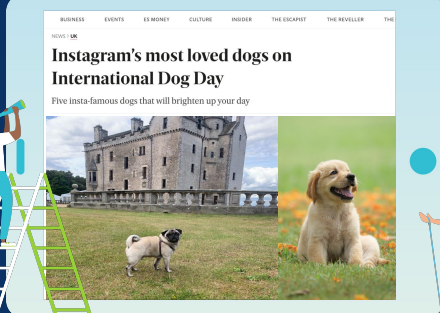 BUSINESS EVENTS ES MONEY CULTURE INSIDER THE ESCAPIST THE REVELLER THE
NEWS | UK
Instagram's most loved dogs on
International Dog Day
Five insta-famous dogs that will brighten up your day